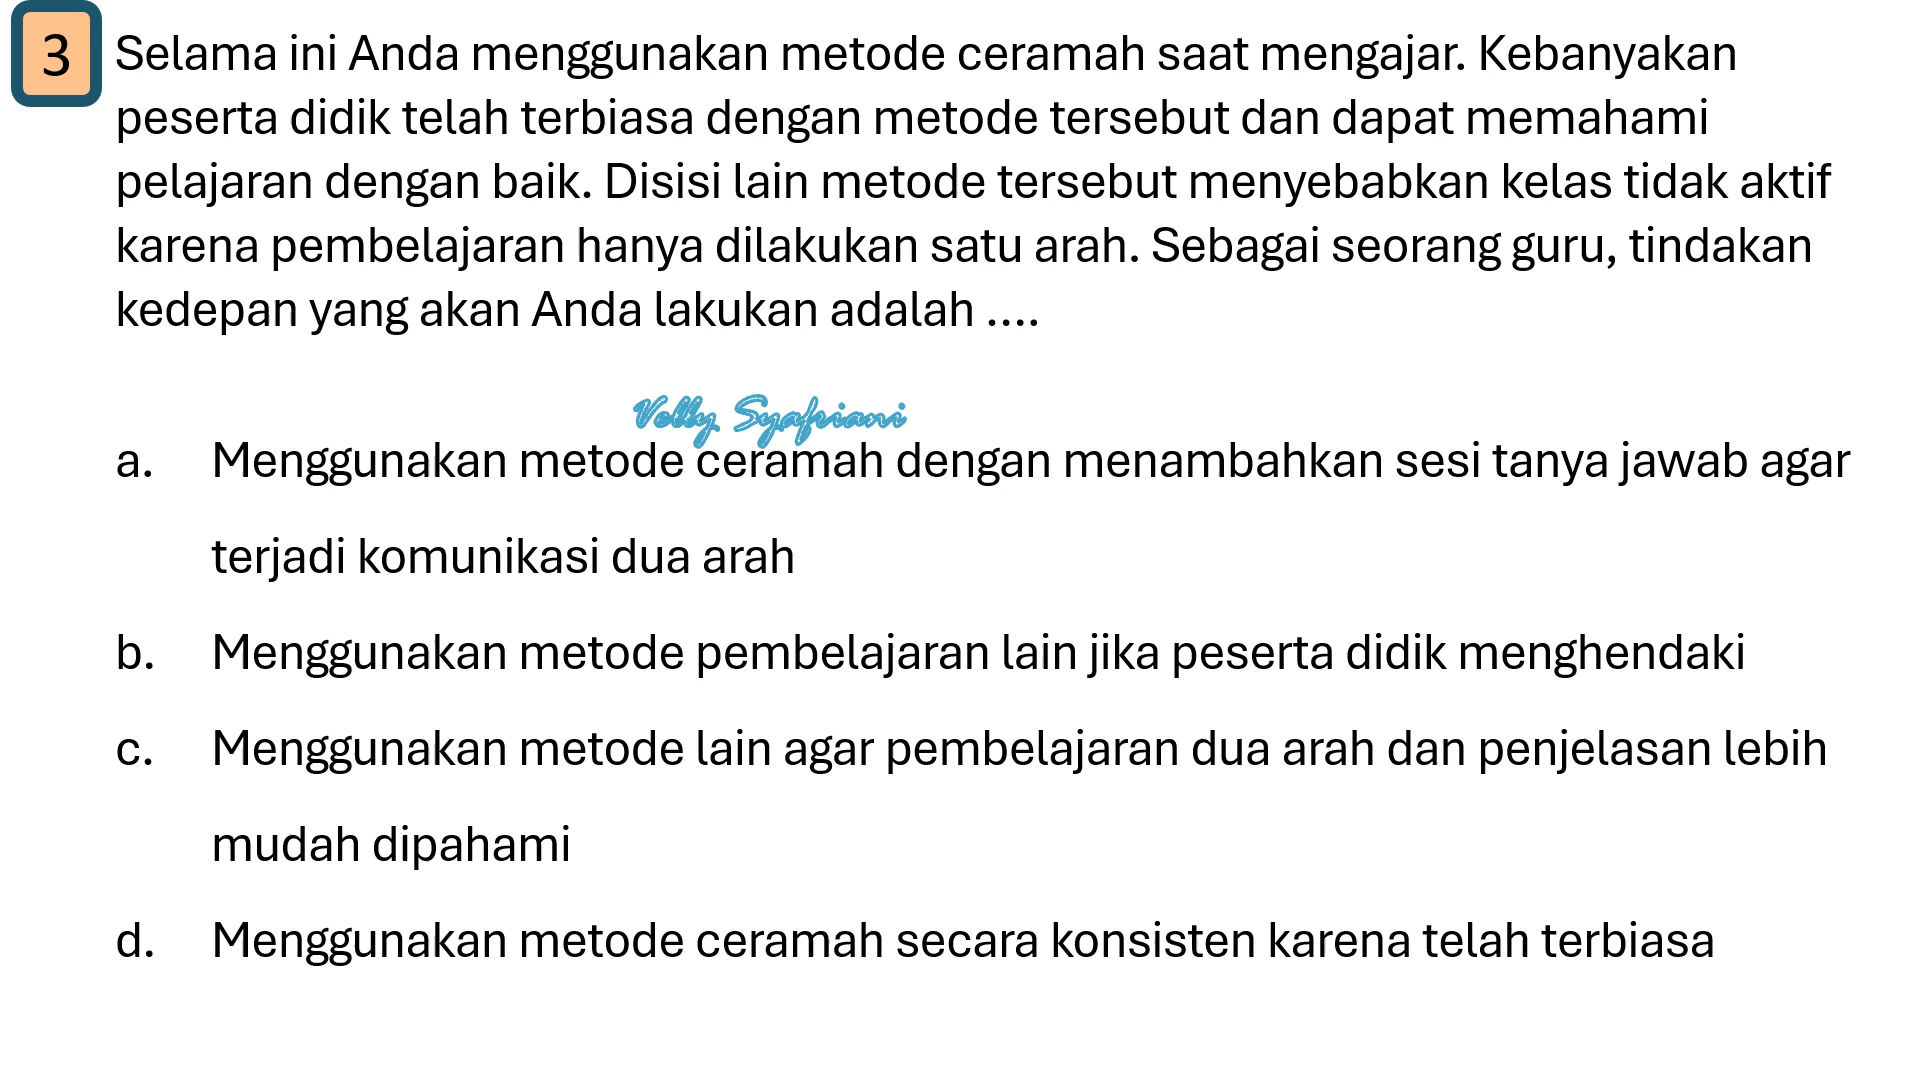 3
Selama ini Anda menggunakan metode ceramah saat mengajar. Kebanyakan
peserta didik telah terbiasa dengan metode tersebut dan dapat memahami
pelajaran dengan baik. Disisi lain metode tersebut menyebabkan kelas tidak aktif
karena pembelajaran hanya dilakukan satu arah. Sebagai seorang guru, tindakan
kedepan yang akan Anda lakukan adalah ....
Velly Syafriani
a. Menggunakan metode ceramah dengan menambahkan sesi tanya jawab agar
terjadi komunikasi dua arah
b. Menggunakan metode pembelajaran lain jika peserta didik menghendaki
c. Menggunakan metode lain agar pembelajaran dua arah dan penjelasan lebih
mudah dipahami
d. Menggunakan metode ceramah secara konsisten karena telah terbiasa